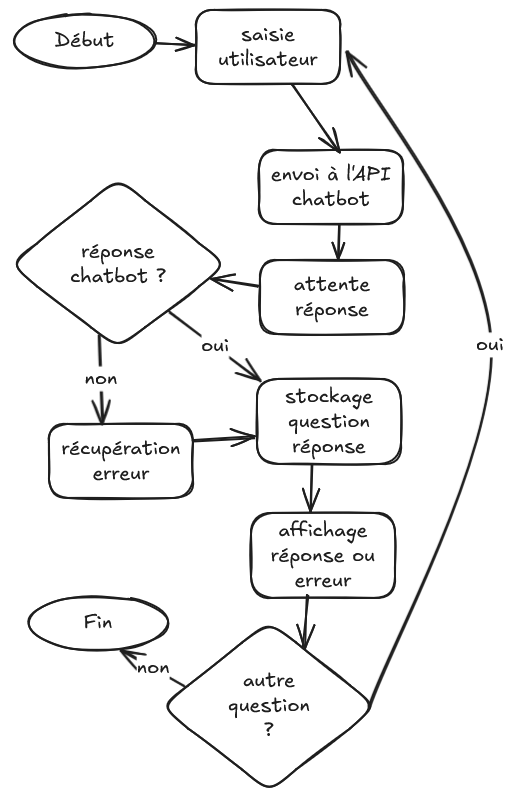 Début
saisie
utilisateur
envoi à l'API
chatbot
réponse
chatbot ?
attente
réponse
oui
oui
non
stockage
question
réponse
récupération
erreur
affichage
réponse ou
erreur
Fin
non
autre
question
?